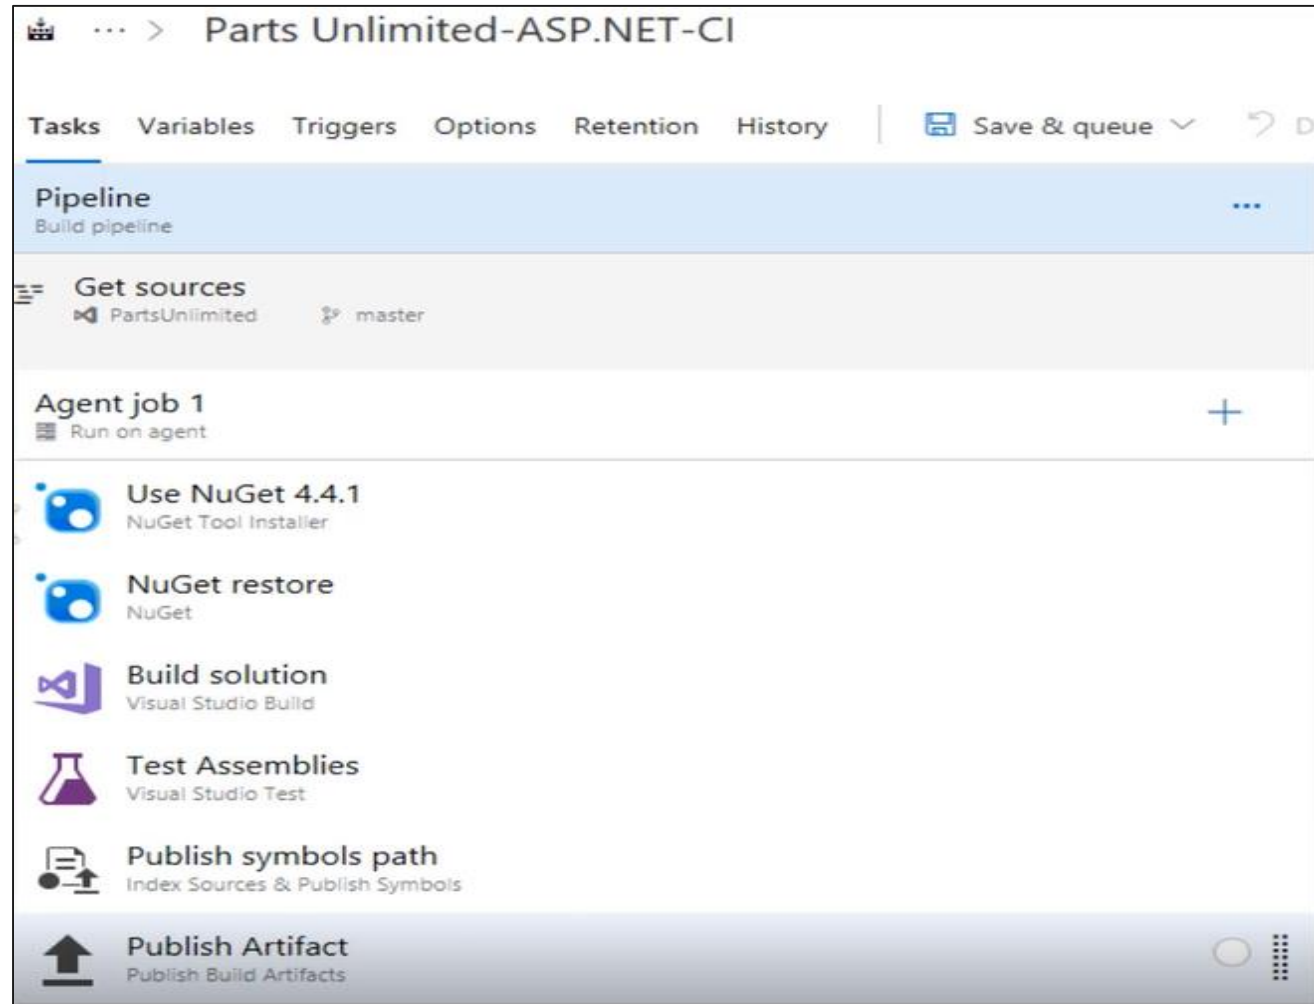 ··· > Parts Unlimited-ASP.NET-CI
Tasks Variables Triggers Options Retention History Save & queue D
Pipeline
Build pipeline
Get sources
PartsUnlimited master
Agent job 1
Run on agent
Use NuGet 4.4.1
NuGet Tool Installer
NuGet restore
NuGet
Build solution
Visual Studio Build
Test Assemblies
Visual Studio Test
Publish symbols path
Index Sources & Publish Symbols
Publish Artifact
Publish Build Artifacts